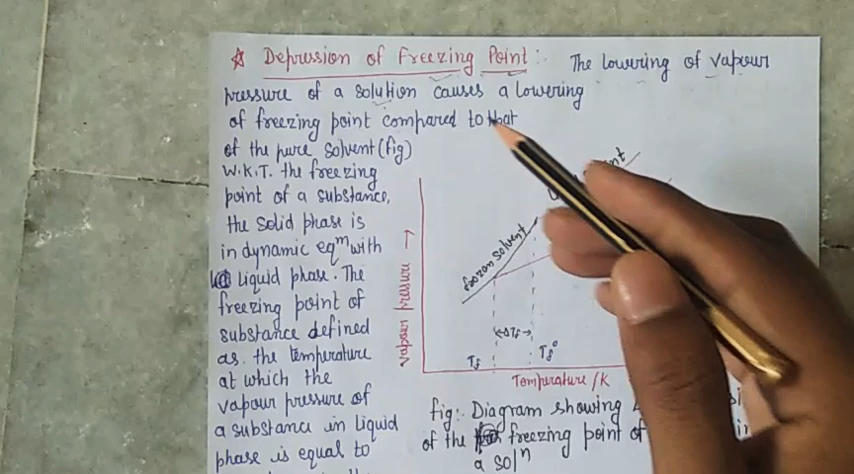 ☆ Depression of Freezing Point :- The lowering of vapour
pressure of a solution causes a lowering
of freezing point compared to that
of the pure solvent (fig)
W.K.T. the freezing
point of a substance,
the solid phase is
in dynamic eqᵐ with
liquid phase. The
freezing point of
substance defined
as. the temperature
at which the
vapour pressure of
a substance in liquid
phase is equal to
frozen solvent
vapour pressure →
←ΔTf→
Tf
Tf°
Temperature /K
fig:- Diagram showing
of the freezing point of
a solⁿ